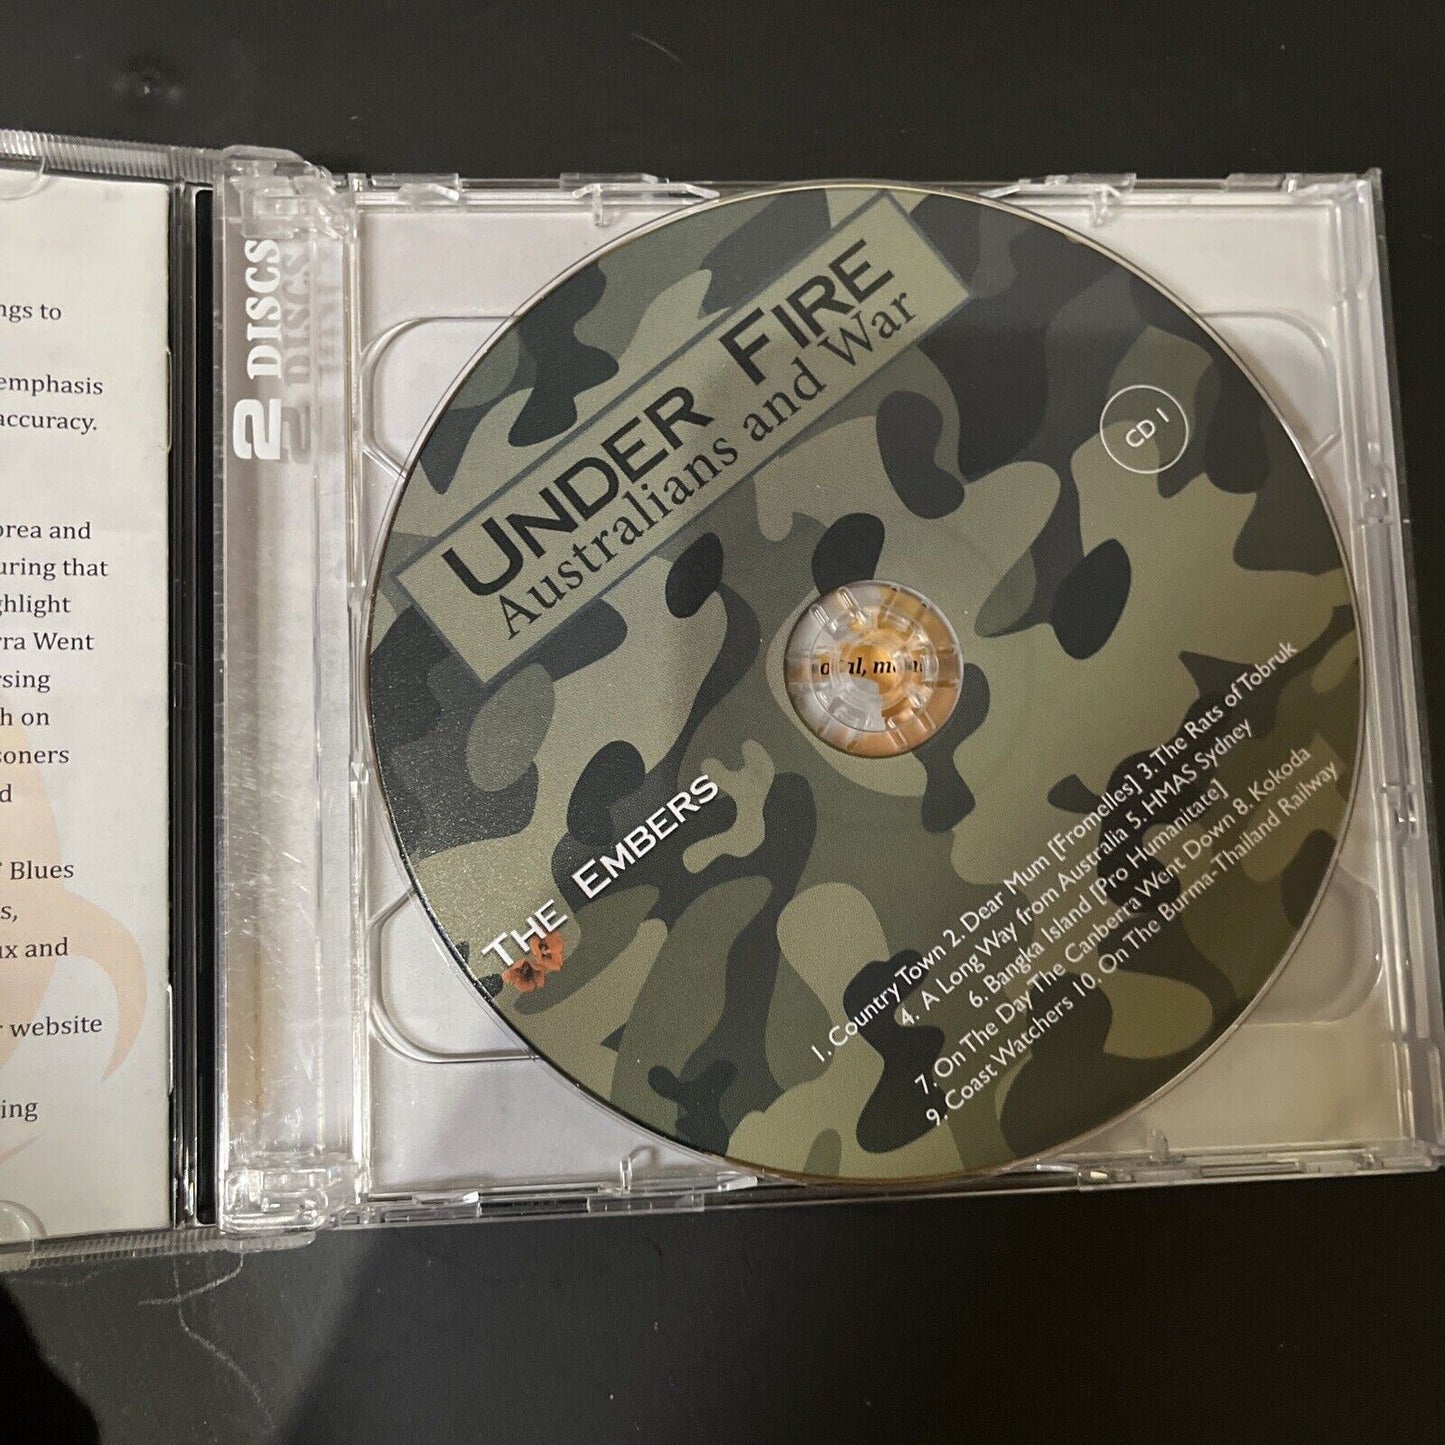 ngs to
emphasis
accuracy.
orea and
uring that
ghlight
rra Went
rsing
h on
soners
d
Blues
s,
ux and
website
ing
2 DISCS
UNDER FIRE
Australians and War
CD 1
THE EMBERS
1. Country Town 2. Dear Mum [Fromelles] 3. The Rats of Tobruk
4. A Long Way from Australia 5. HMAS Sydney
6. Bangka Island [Pro Humanitate]
7. On The Day The Canberra Went Down 8. Kokoda
9. Coast Watchers 10. On The Burma-Thailand Railway